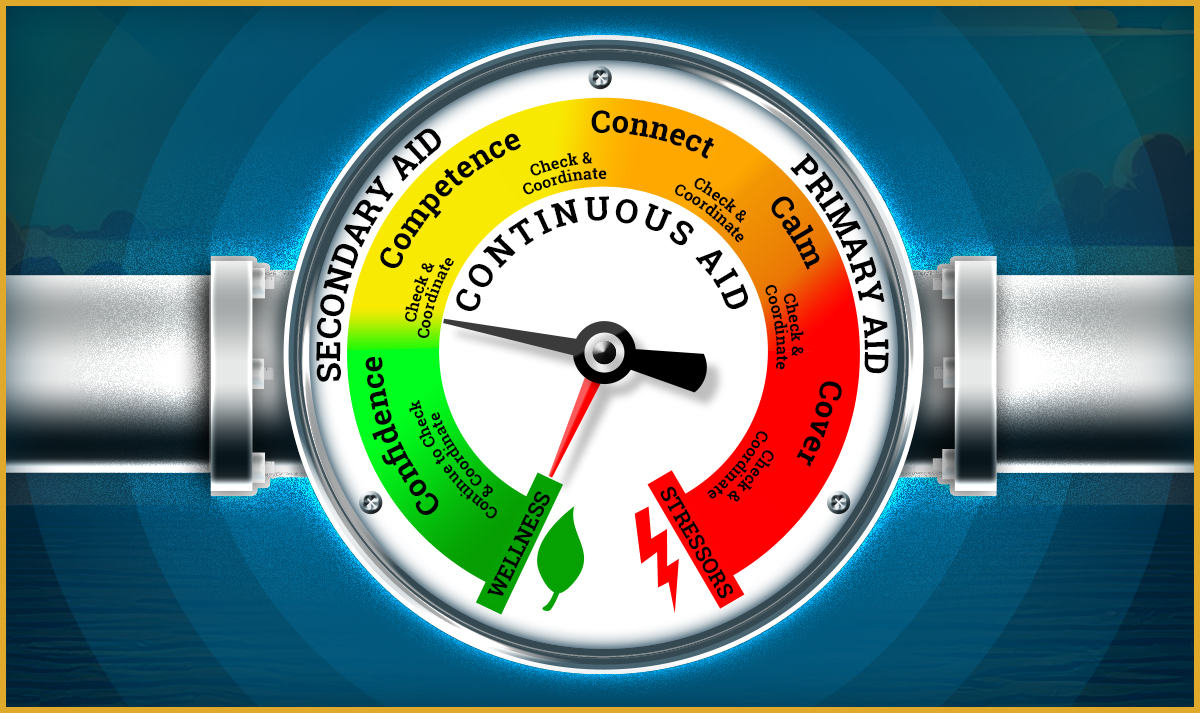 SECONDARY AID
PRIMARY AID
CONTINUOUS AID
Confidence
Continue to Check
& Coordinate
Competence
Check &
Coordinate
Check &
Coordinate
Connect
Check &
Coordinate
Calm
Check &
Coordinate
Cover
Check &
Coordinate
WELLNESS
STRESSORS